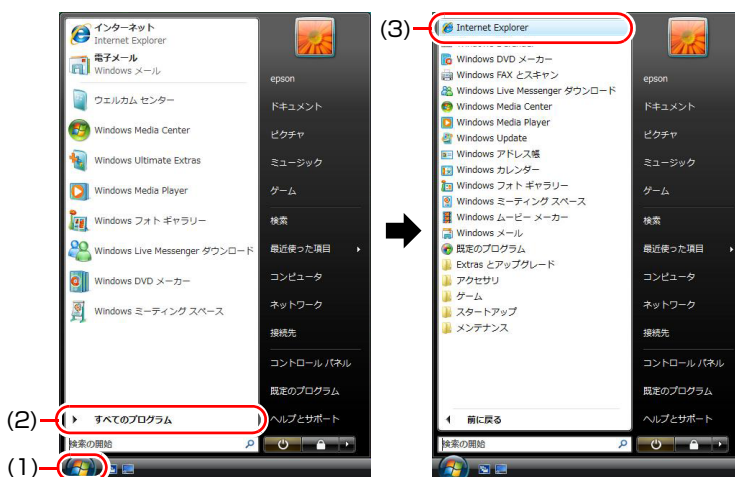 インターネット
Internet Explorer
電子メール
Windows メール
ウェルカム センター
Windows Media Center
Windows Ultimate Extras
Windows Media Player
Windows フォト ギャラリー
Windows Live Messenger ダウンロード
Windows DVD メーカー
Windows ミーティング スペース
(2)
すべてのプログラム
検索の開始
(1)
epson
ドキュメント
ピクチャ
ミュージック
ゲーム
検索
最近使った項目
コンピュータ
ネットワーク
接続先
コントロール パネル
既定のプログラム
ヘルプとサポート
(3)
Internet Explorer
Windows DVD メーカー
Windows FAX とスキャン
Windows Live Messenger ダウンロード
Windows Media Center
Windows Media Player
Windows Update
Windows アドレス帳
Windows カレンダー
Windows フォト ギャラリー
Windows ミーティング スペース
Windows ムービー メーカー
Windows メール
既定のプログラム
Extras とアップグレード
アクセサリ
ゲーム
スタートアップ
メンテナンス
前に戻る
検索の開始
epson
ドキュメント
ピクチャ
ミュージック
ゲーム
検索
最近使った項目
コンピュータ
ネットワーク
接続先
コントロール パネル
既定のプログラム
ヘルプとサポート